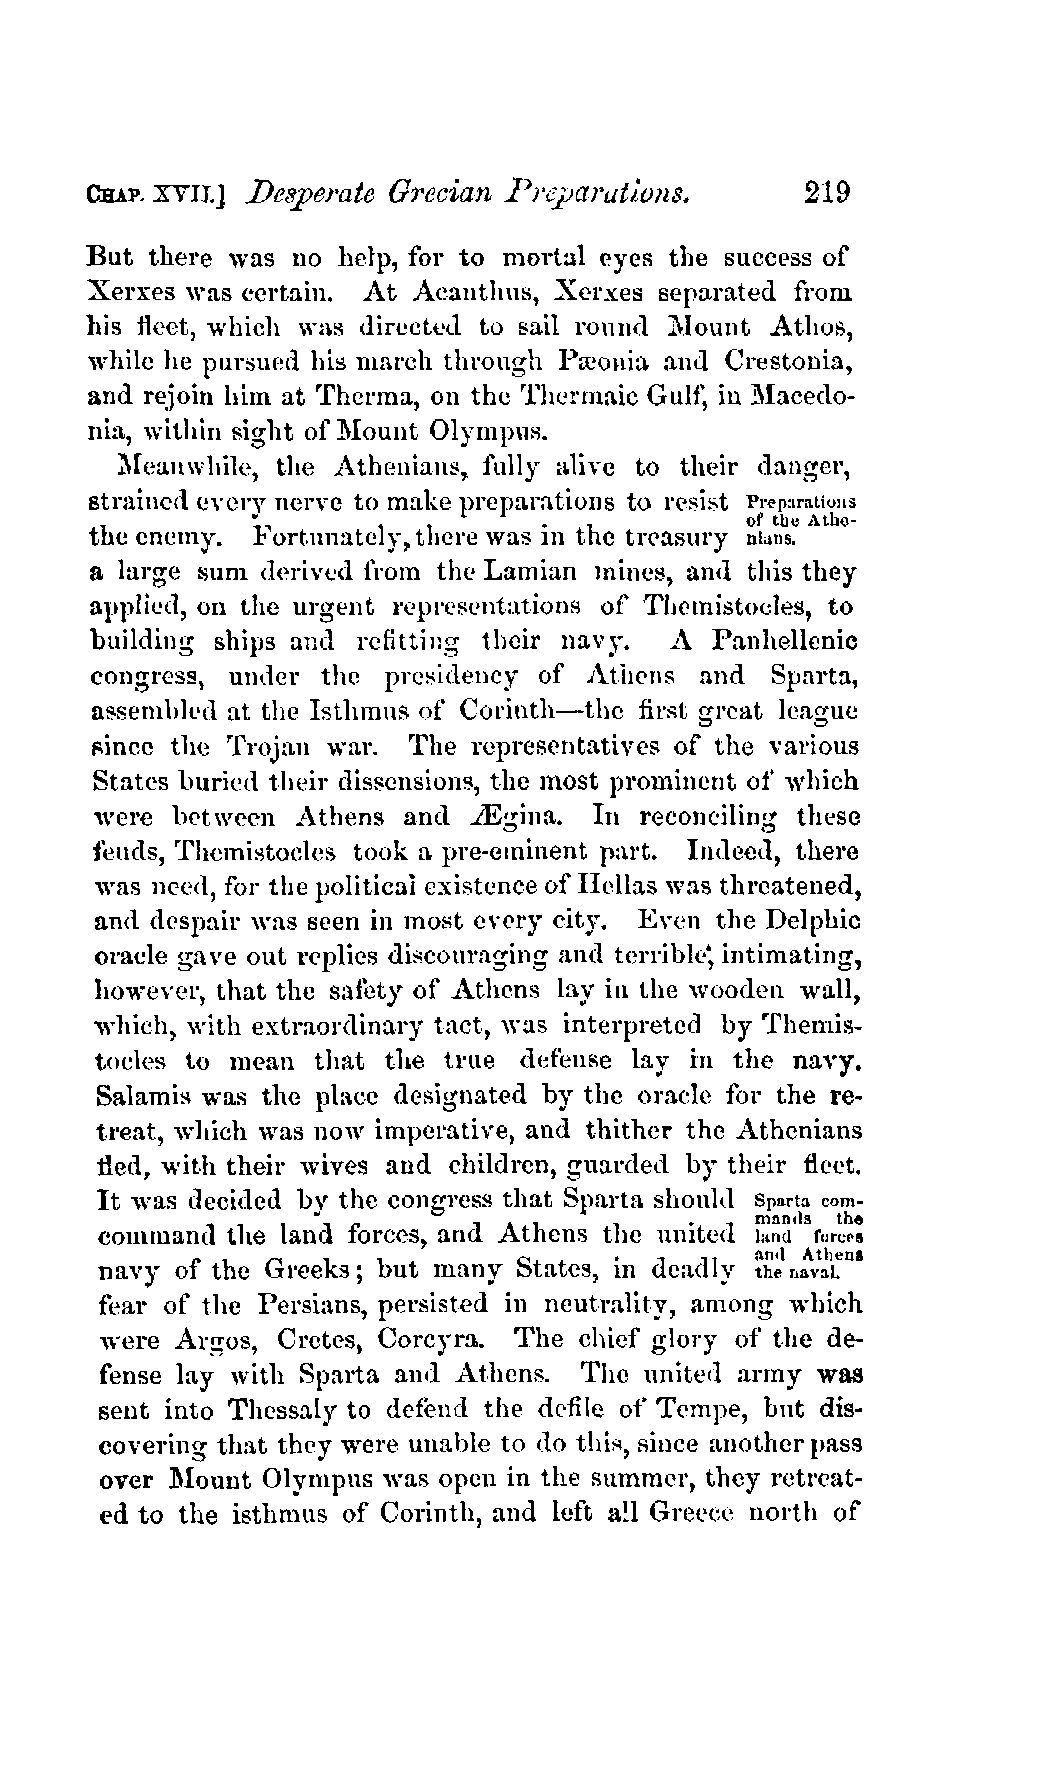 CHAP. XVII.] Desperate Grecian Preparations. 219
But there was no help, for to mortal eyes the success of
Xerxes was certain. At Acanthus, Xerxes separated from
his fleet, which was directed to sail round Mount Athos,
while he pursued his march through Pæonia and Crestonia,
and rejoin him at Therma, on the Thermaic Gulf, in Macedo-
nia, within sight of Mount Olympus.
Meanwhile, the Athenians, fully alive to their danger,
strained every nerve to make preparations to resist
the enemy. Fortunately, there was in the treasury
Preparations
of the Athe-
nians.
a large sum derived from the Lamian mines, and this they
applied, on the urgent representations of Themistocles, to
building ships and refitting their navy. A Panhellenic
congress, under the presidency of Athens and Sparta,
assembled at the Isthmus of Corinth—the first great league
since the Trojan war. The representatives of the various
States buried their dissensions, the most prominent of which
were between Athens and Ægina. In reconciling these
feuds, Themistocles took a pre-eminent part. Indeed, there
was need, for the political existence of Hellas was threatened,
and despair was seen in most every city. Even the Delphic
oracle gave out replies discouraging and terrible; intimating,
however, that the safety of Athens lay in the wooden wall,
which, with extraordinary tact, was interpreted by Themis-
tocles to mean that the true defense lay in the navy.
Salamis was the place designated by the oracle for the re-
treat, which was now imperative, and thither the Athenians
fled, with their wives and children, guarded by their fleet.
It was decided by the congress that Sparta should
command the land forces, and Athens the united
navy of the Greeks; but many States, in deadly
Sparta com-
mands the
land forces
and Athens
the naval.
fear of the Persians, persisted in neutrality, among which
were Argos, Cretes, Corcyra. The chief glory of the de-
fense lay with Sparta and Athens. The united army was
sent into Thessaly to defend the defile of Tempe, but dis-
covering that they were unable to do this, since another pass
over Mount Olympus was open in the summer, they retreat-
ed to the isthmus of Corinth, and left all Greece north of